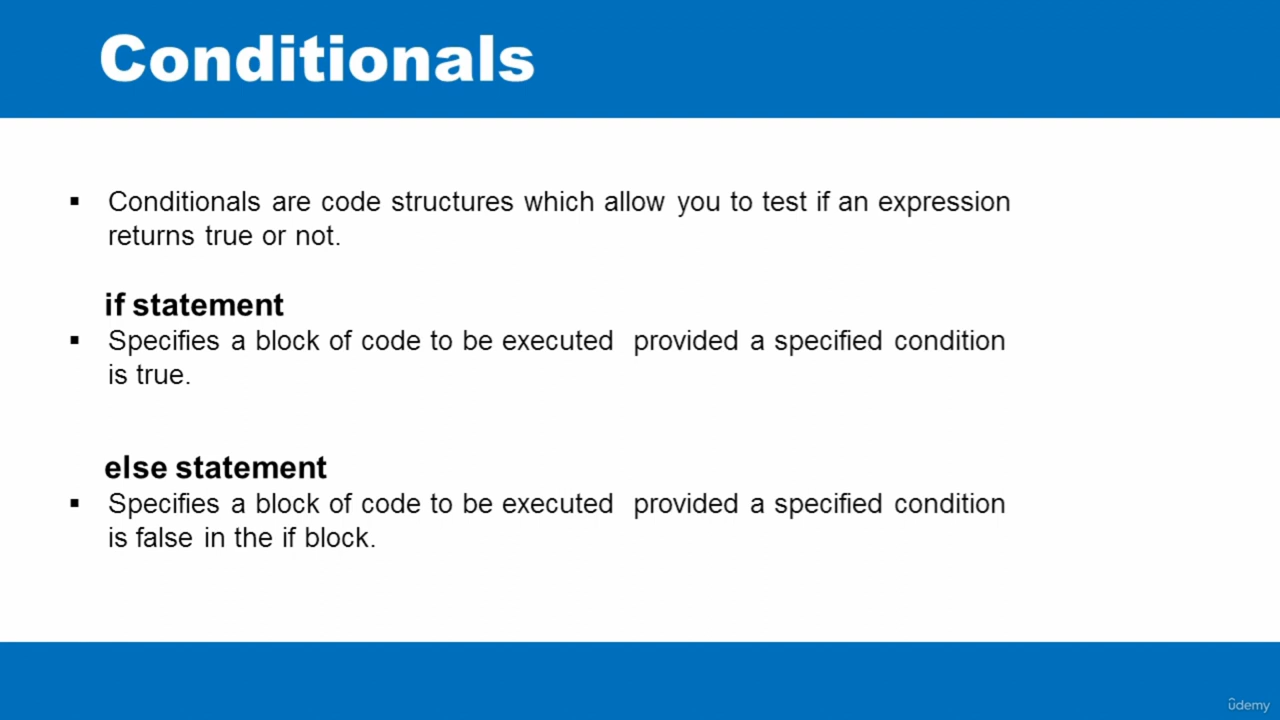 Conditionals
▪ Conditionals are code structures which allow you to test if an expression
returns true or not.
if statement
▪ Specifies a block of code to be executed  provided a specified condition
is true.
else statement
▪ Specifies a block of code to be executed  provided a specified condition
is false in the if block.
ûdemy